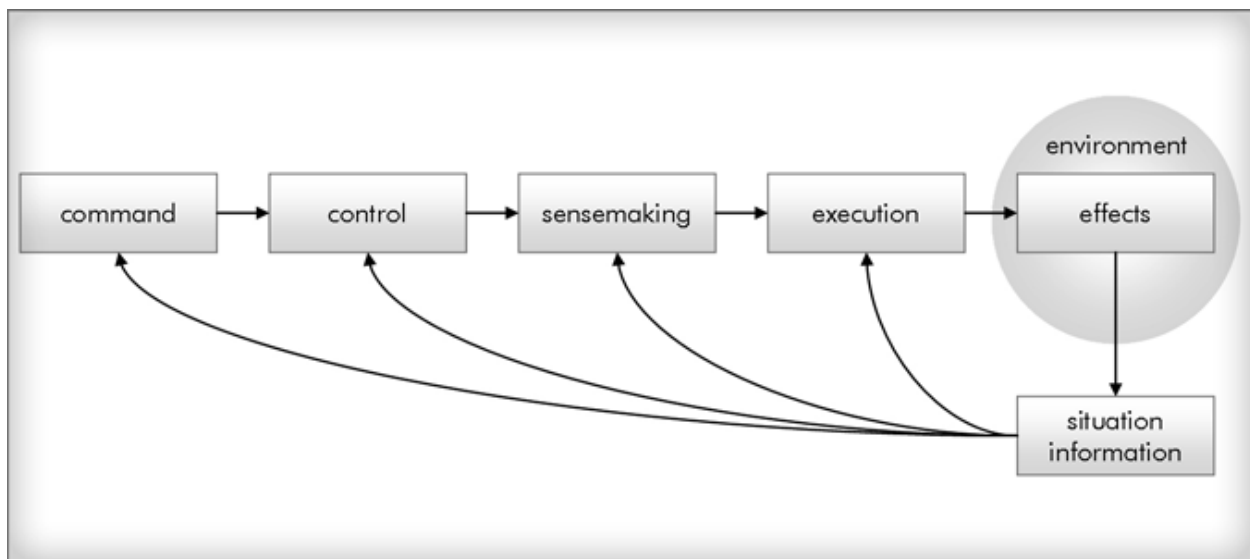 environment
command
control
sensemaking
execution
effects
situation
information